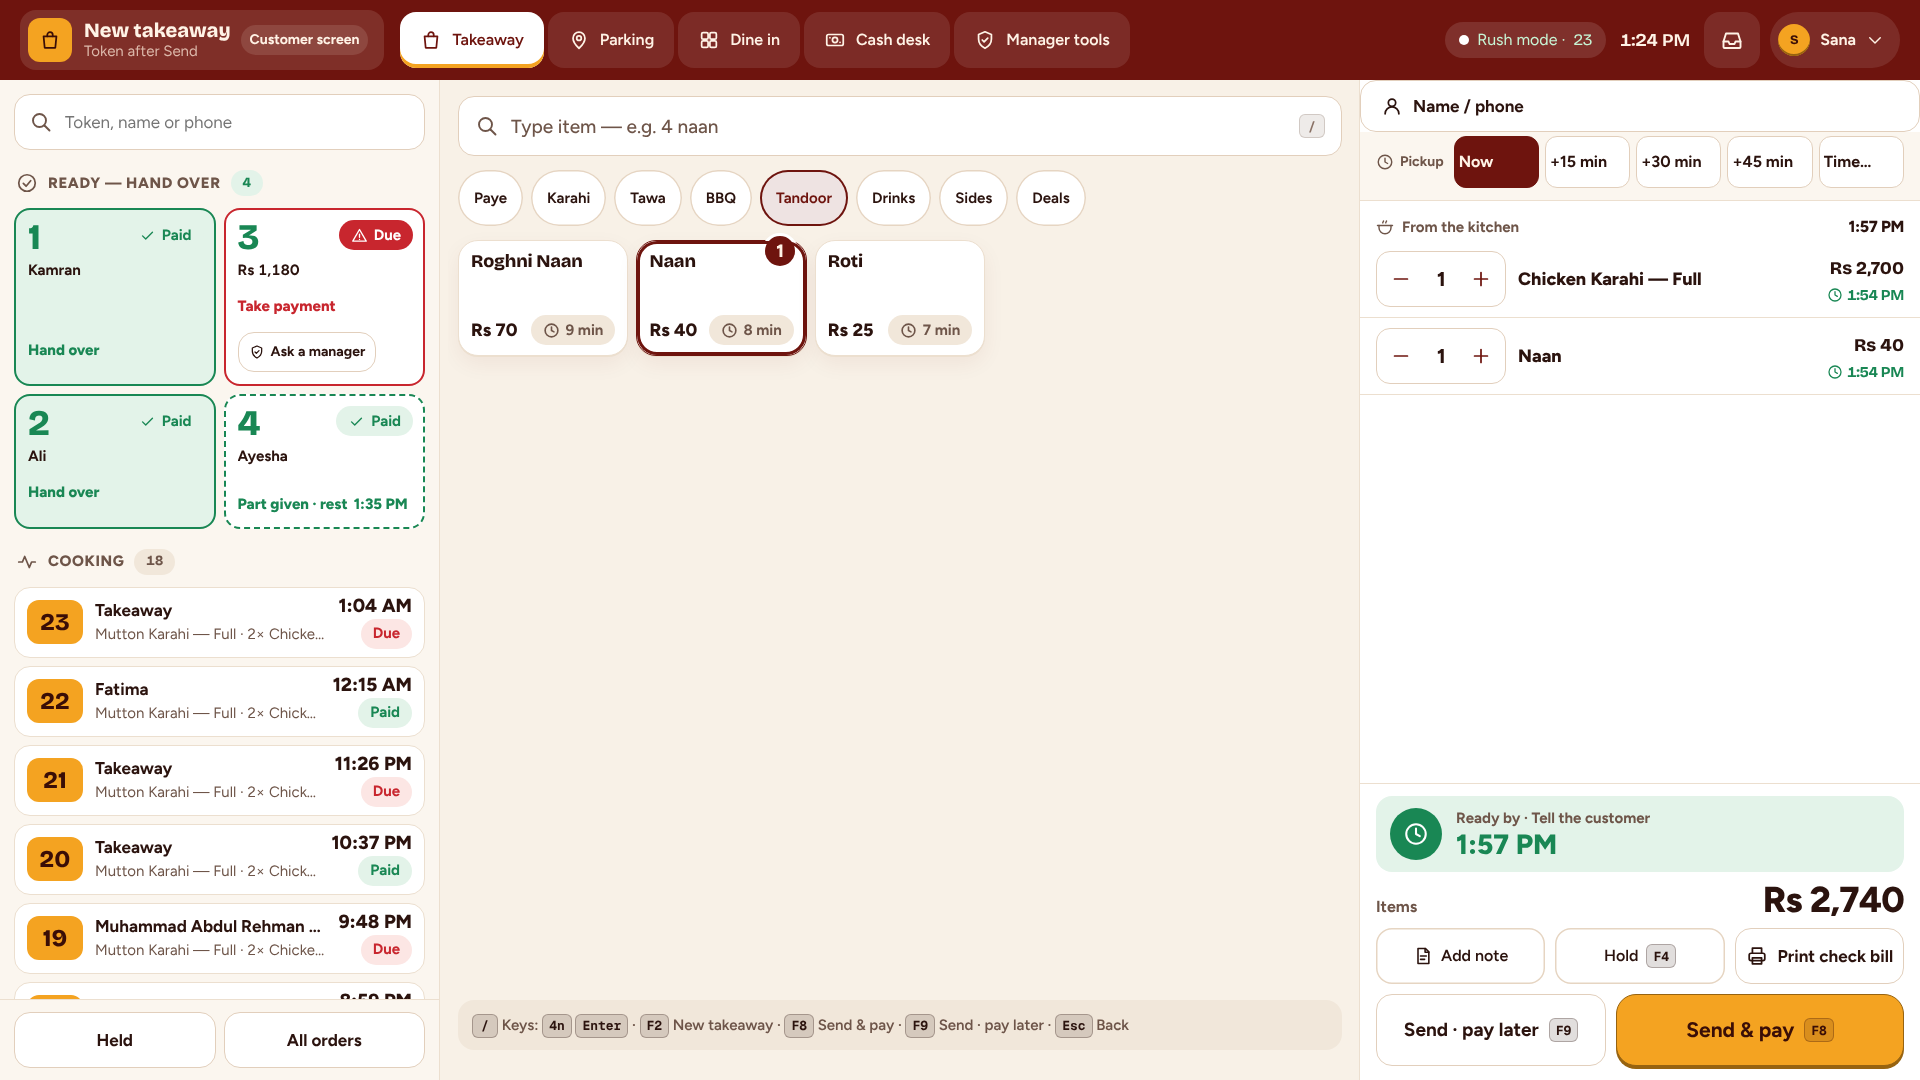 New takeaway
Token after Send
Customer screen
Takeaway
Parking
Dine in
Cash desk
Manager tools
Rush mode · 23
1:24 PM
S
Sana
Token, name or phone
READY — HAND OVER 4
1
Paid
Kamran
Hand over
3
Due
Rs 1,180
Take payment
Ask a manager
2
Paid
Ali
Hand over
4
Paid
Ayesha
Part given · rest 1:35 PM
COOKING 18
23
Takeaway
1:04 AM
Mutton Karahi — Full · 2× Chicke...
Due
22
Fatima
12:15 AM
Mutton Karahi — Full · 2× Chick...
Paid
21
Takeaway
11:26 PM
Mutton Karahi — Full · 2× Chick...
Due
20
Takeaway
10:37 PM
Mutton Karahi — Full · 2× Chick...
Paid
19
Muhammad Abdul Rehman ...
9:48 PM
Mutton Karahi — Full · 2× Chicke...
Due
8:59 PM
Held
All orders
Type item — e.g. 4 naan
/
Paye
Karahi
Tawa
BBQ
Tandoor
Drinks
Sides
Deals
Roghni Naan
Rs 70
9 min
Naan
1
Rs 40
8 min
Roti
Rs 25
7 min
/ Keys: 4n Enter · F2 New takeaway · F8 Send & pay · F9 Send · pay later · Esc Back
Name / phone
Pickup
Now
+15 min
+30 min
+45 min
Time...
From the kitchen
1:57 PM
1
Chicken Karahi — Full
Rs 2,700
1:54 PM
1
Naan
Rs 40
1:54 PM
Ready by · Tell the customer
1:57 PM
Items
Rs 2,740
Add note
Hold F4
Print check bill
Send · pay later F9
Send & pay F8